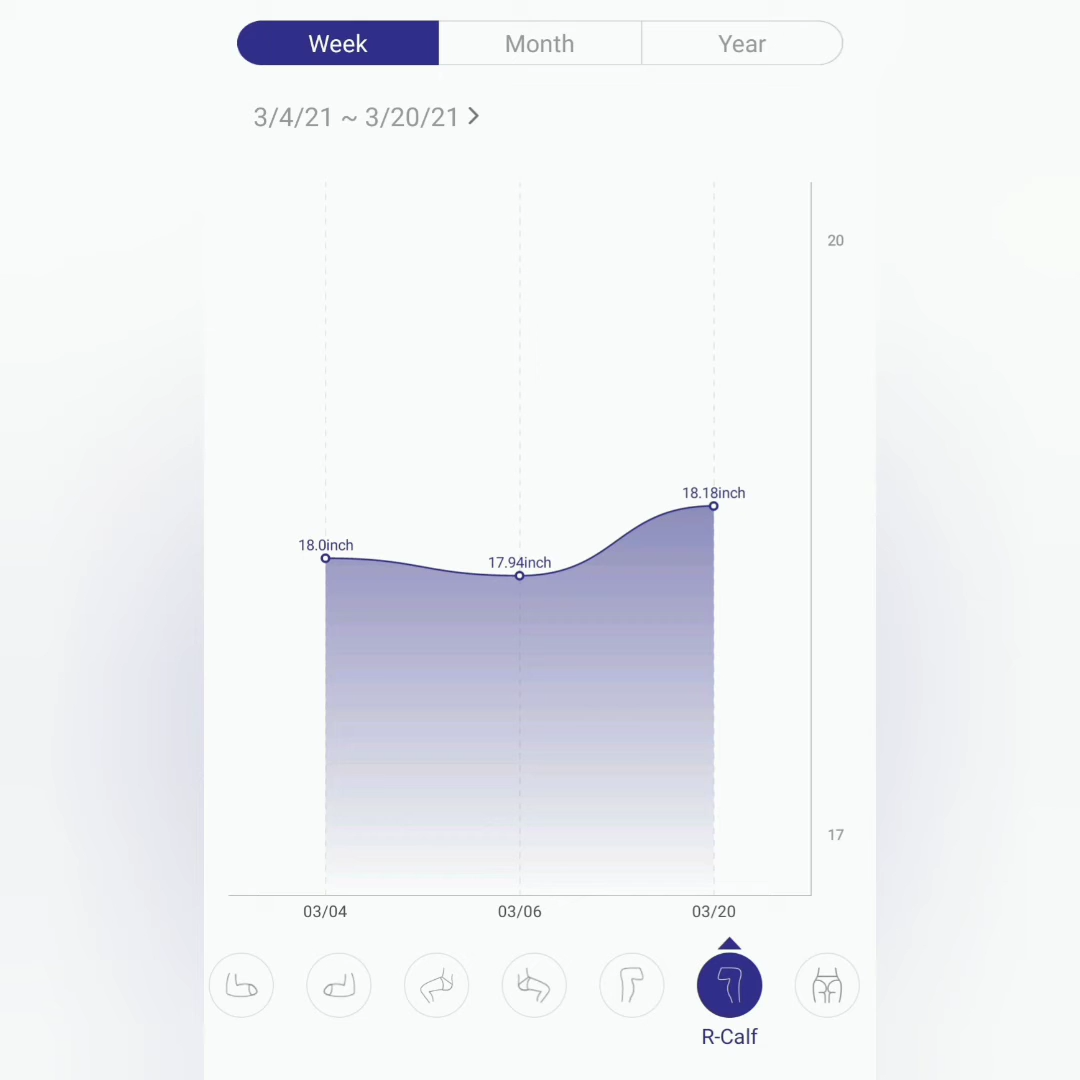 Week Month Year
3/4/21 ~ 3/20/21 >
20
18.18inch
18.0inch
17.94inch
17
03/04 03/06 03/20
R-Calf